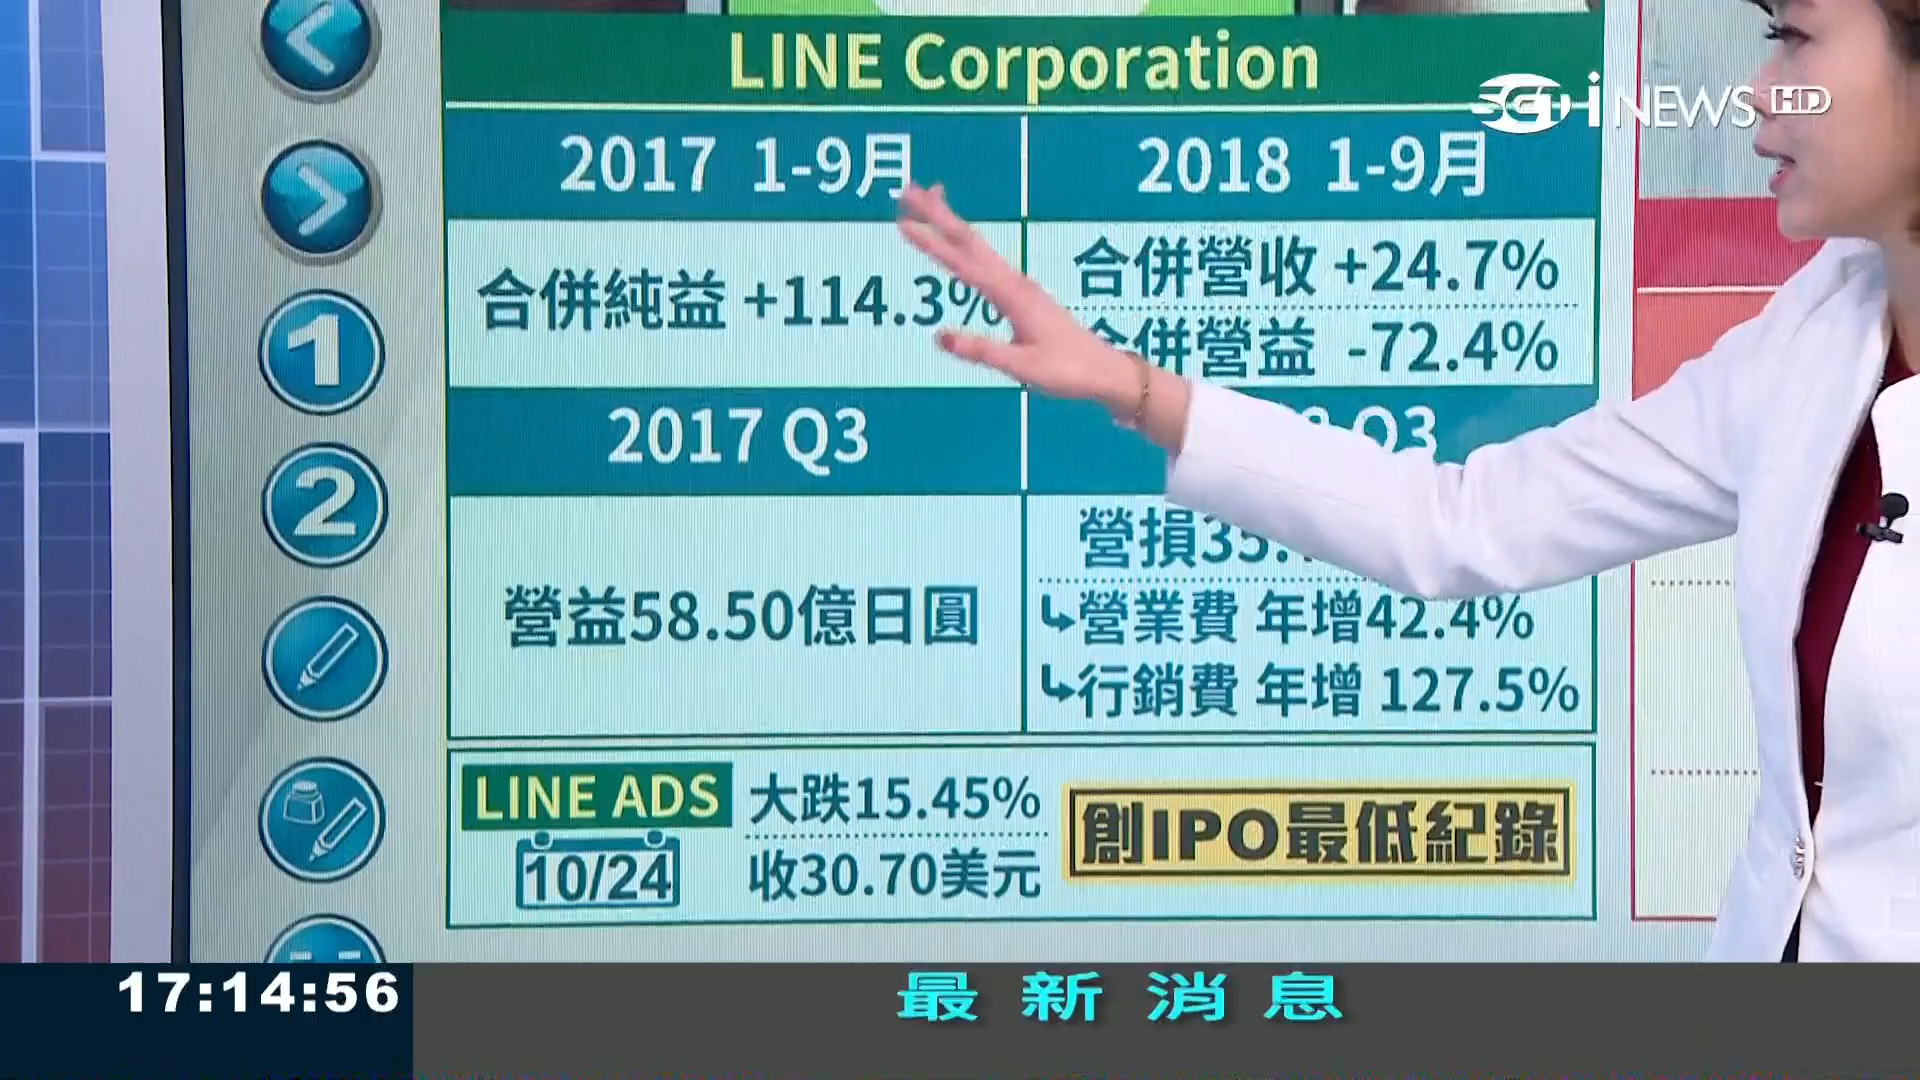 LINE Corporation
iNEWS HD
2017 1-9月
2018 1-9月
合併純益 +114.3%
合併營收 +24.7%
合併營益 -72.4%
2017 Q3
Q3
營益58.50億日圓
營損35.
營業費 年增42.4%
行銷費 年增 127.5%
LINE ADS
10/24
大跌15.45%
收30.70美元
創IPO最低紀錄
1
2
17:14:56
最新消息